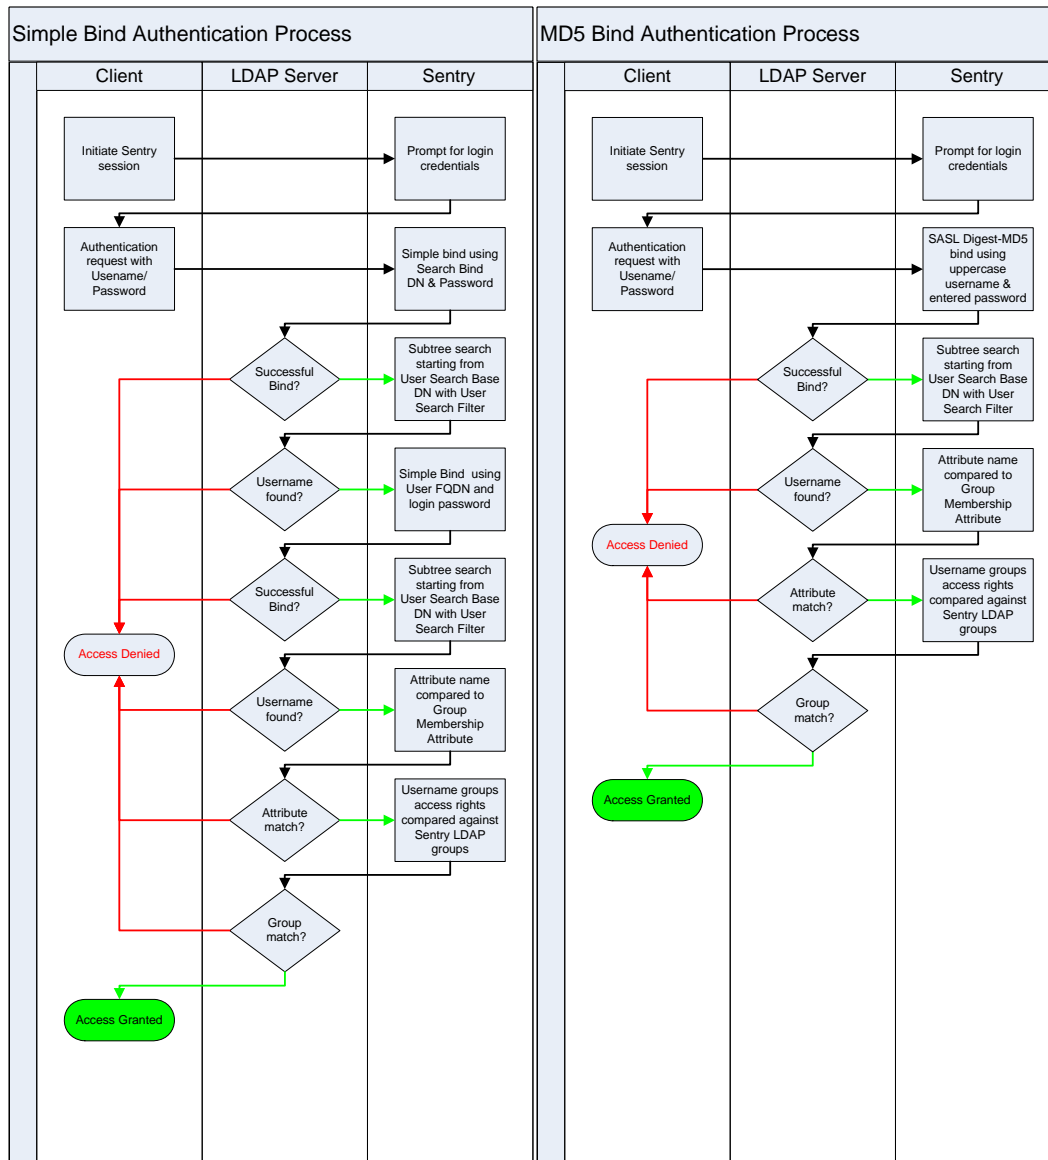 Simple Bind Authentication Process
Client
LDAP Server
Sentry
Initiate Sentry
session
Prompt for login
credentials
Authentication
request with
Usename/
Password
Simple bind using
Search Bind
DN & Password
Successful
Bind?
Subtree search
starting from
User Search Base
DN with User
Search Filter
Username
found?
Simple Bind  using
User FQDN and
login password
Successful
Bind?
Subtree search
starting from
User Search Base
DN with User
Search Filter
Access Denied
Username
found?
Attribute name
compared to
Group
Membership
Attribute
Attribute
match?
Username groups
access rights
compared against
Sentry LDAP
groups
Group
match?
Access Granted
MD5 Bind Authentication Process
Client
LDAP Server
Sentry
Initiate Sentry
session
Prompt for login
credentials
Authentication
request with
Usename/
Password
SASL Digest-MD5
bind using
uppercase
username &
entered password
Successful
Bind?
Subtree search
starting from
User Search Base
DN with User
Search Filter
Username
found?
Attribute name
compared to
Group
Membership
Attribute
Access Denied
Attribute
match?
Username groups
access rights
compared against
Sentry LDAP
groups
Group
match?
Access Granted